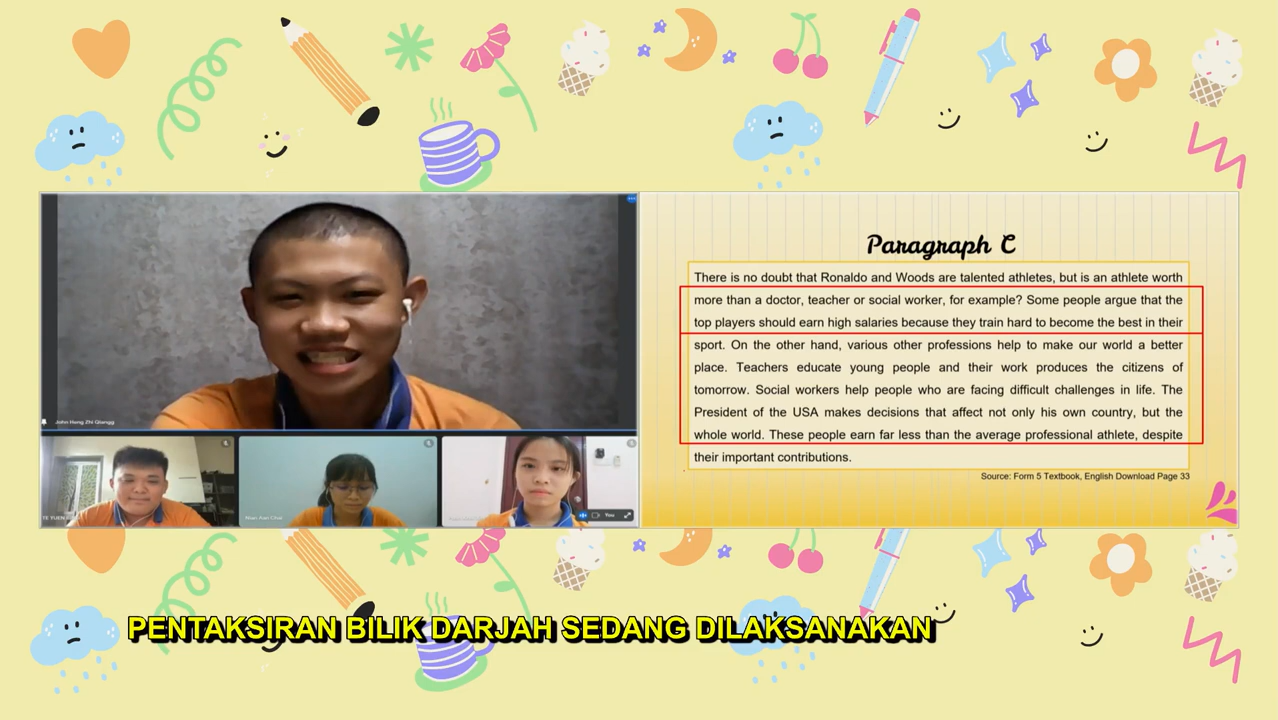 John Hong Zhi Qiangg
Paragraph C
There is no doubt that Ronaldo and Woods are talented athletes, but is an athlete worth
more than a doctor, teacher or social worker, for example? Some people argue that the
top players should earn high salaries because they train hard to become the best in their
sport. On the other hand, various other professions help to make our world a better
place. Teachers educate young people and their work produces the citizens of
tomorrow. Social workers help people who are facing difficult challenges in life. The
President of the USA makes decisions that affect not only his own country, but the
whole world. These people earn far less than the average professional athlete, despite
their important contributions.
Source: Form 5 Textbook, English Download Page 33
You
PENTAKSIRAN BILIK DARJAH SEDANG DILAKSANAKAN